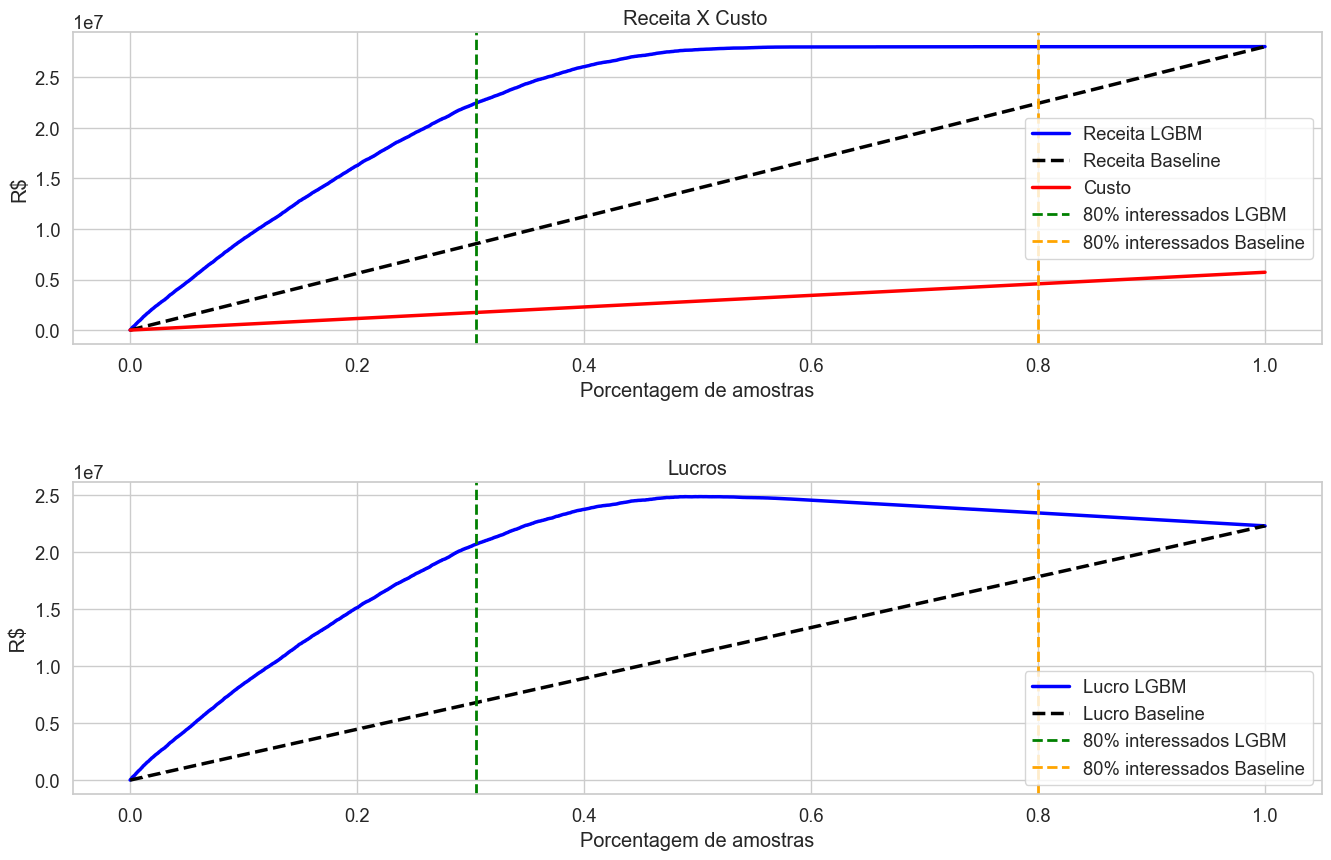 Receita X Custo
1e7
2.5
2.0
1.5
1.0
0.5
0.0
R$
0.0 0.2 0.4 0.6 0.8 1.0
Porcentagem de amostras
Receita LGBM
Receita Baseline
Custo
80% interessados LGBM
80% interessados Baseline
Lucros
1e7
2.5
2.0
1.5
1.0
0.5
0.0
R$
0.0 0.2 0.4 0.6 0.8 1.0
Porcentagem de amostras
Lucro LGBM
Lucro Baseline
80% interessados LGBM
80% interessados Baseline